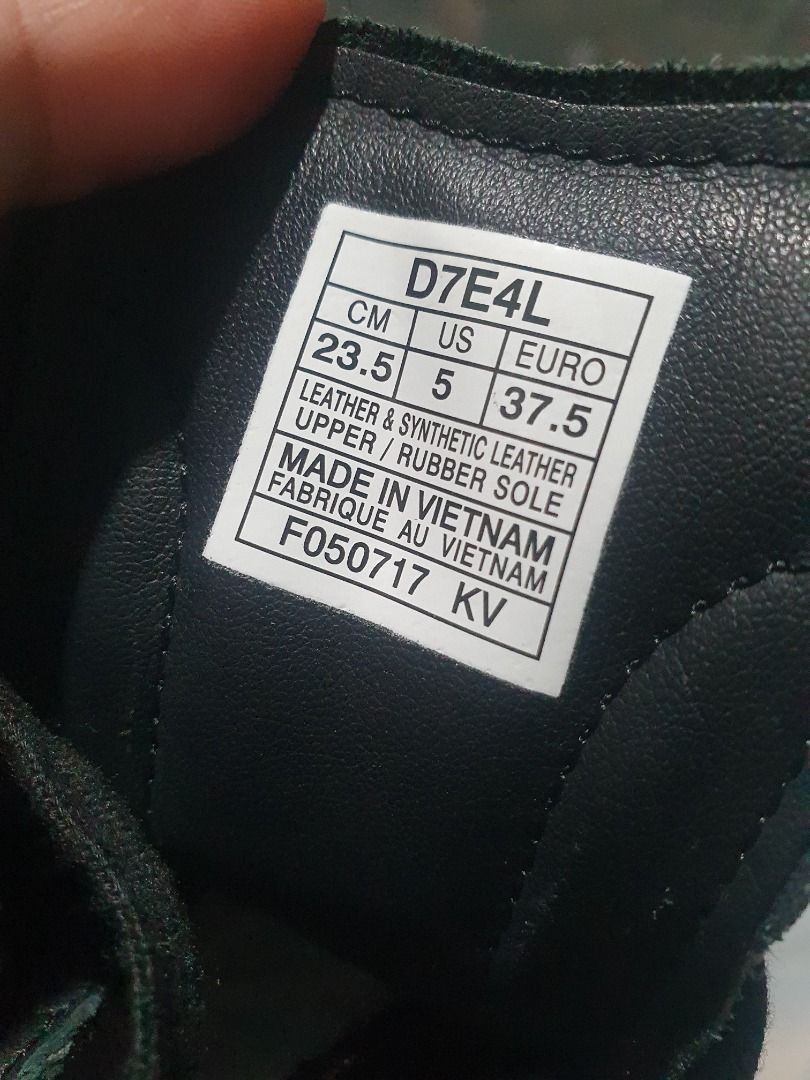 D7E4L
CM US EURO
23.5 5 37.5
LEATHER & SYNTHETIC LEATHER
UPPER / RUBBER SOLE
MADE IN VIETNAM
FABRIQUE AU VIETNAM
F050717 KV